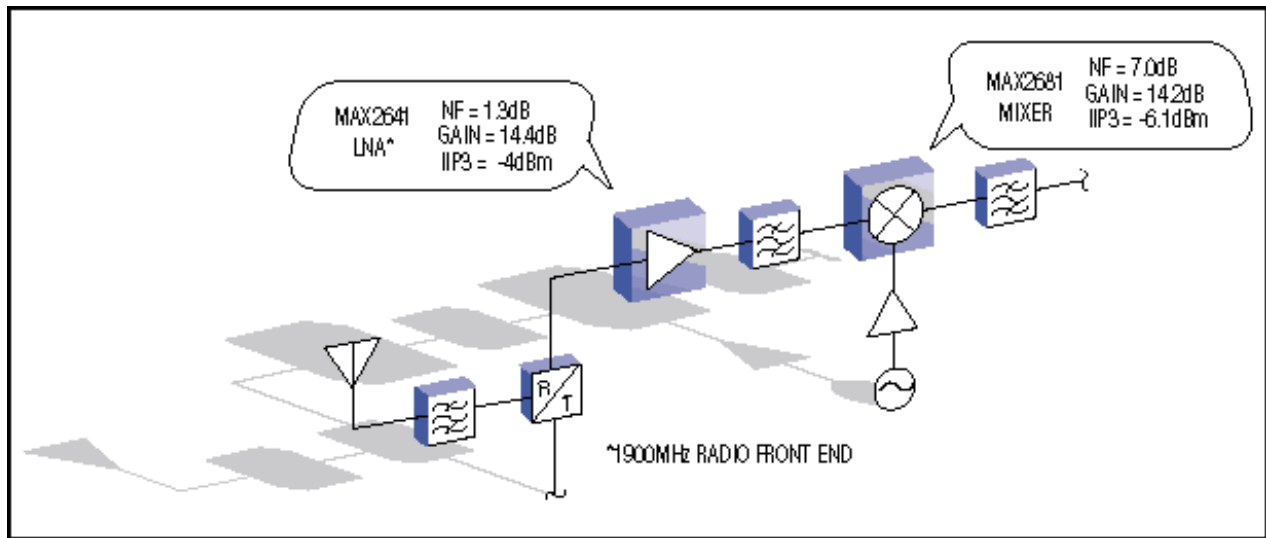 MAX2641
LNA*
NF = 1.3dB
GAIN = 14.4dB
IIP3 = -4dBm
MAX2681
MIXER
NF = 7.0dB
GAIN = 14.2dB
IIP3 = -6.1dBm
R
T
*1900MHz RADIO FRONT END